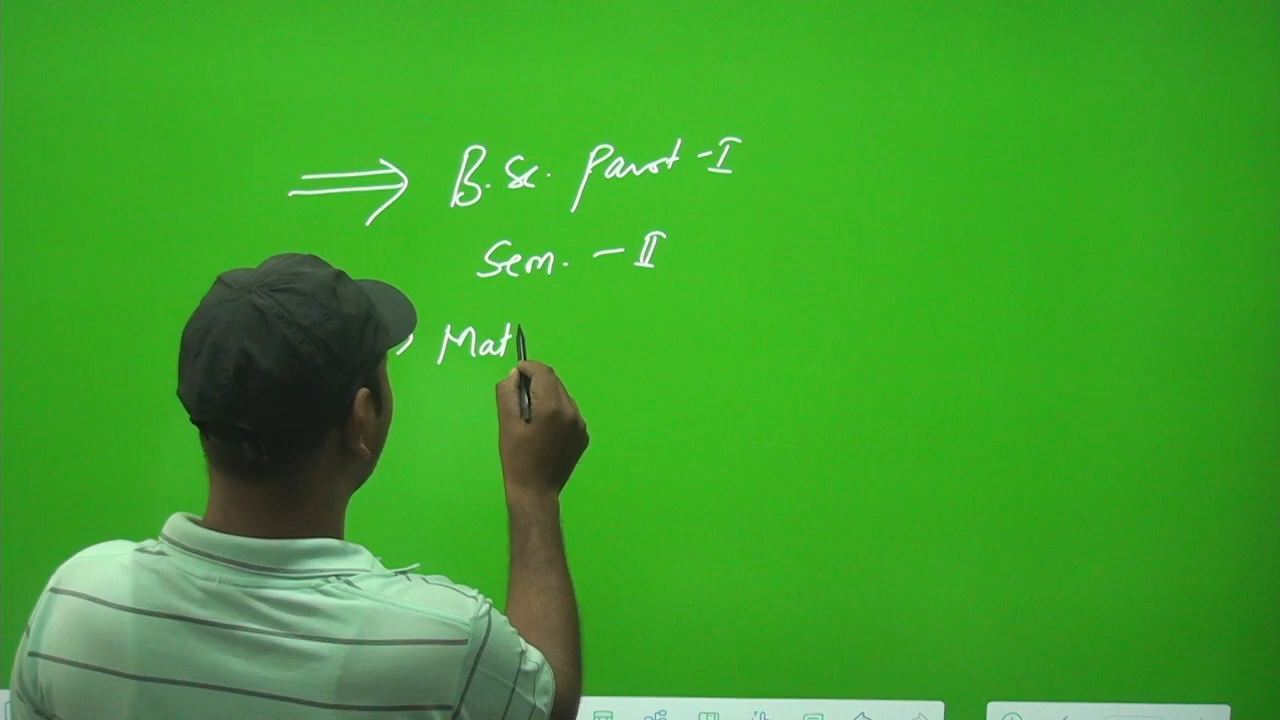 ⇒ B.Sc. Part-I
Sem. - II
Mat